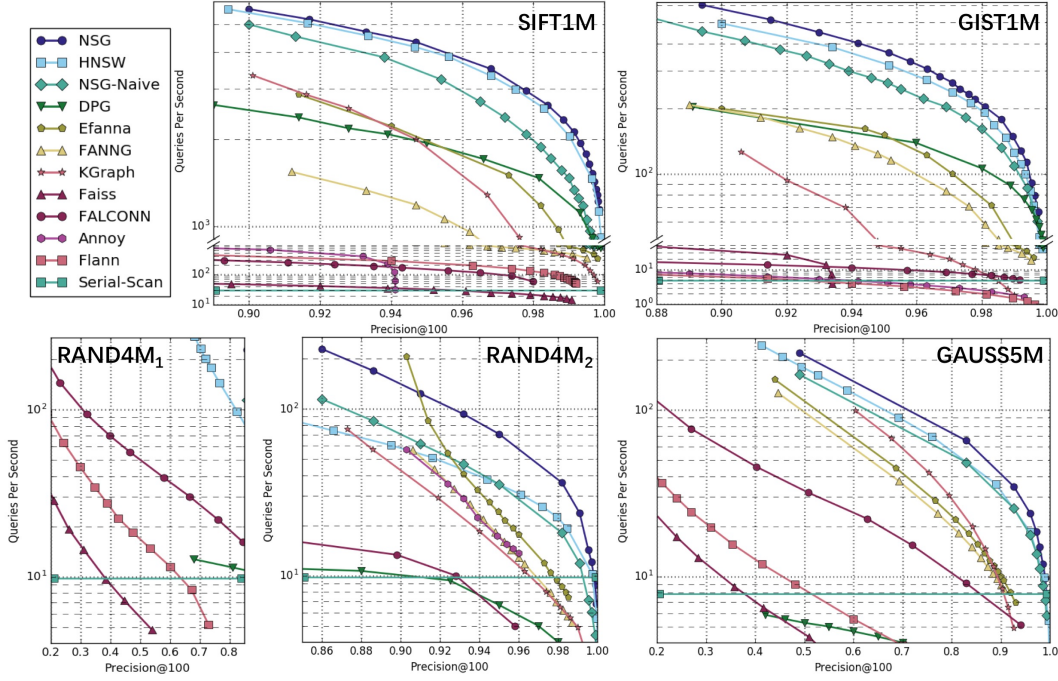 NSG
HNSW
NSG-Naive
DPG
Efanna
FANNG
KGraph
Faiss
FALCONN
Annoy
Flann
Serial-Scan
SIFT1M
Queries Per Second
10³
10²
10¹
0.90 0.92 0.94 0.96 0.98 1.00
Precision@100
GIST1M
Queries Per Second
10²
10¹
10⁰
0.88 0.90 0.92 0.94 0.96 0.98 1.00
Precision@100
RAND4M₁
Queries Per Second
10²
10¹
0.2 0.3 0.4 0.5 0.6 0.7 0.8
Precision@100
RAND4M₂
Queries Per Second
10²
10¹
0.86 0.88 0.90 0.92 0.94 0.96 0.98 1.00
Precision@100
GAUSS5M
Queries Per Second
10²
10¹
0.2 0.3 0.4 0.5 0.6 0.7 0.8 0.9 1.0
Precision@100